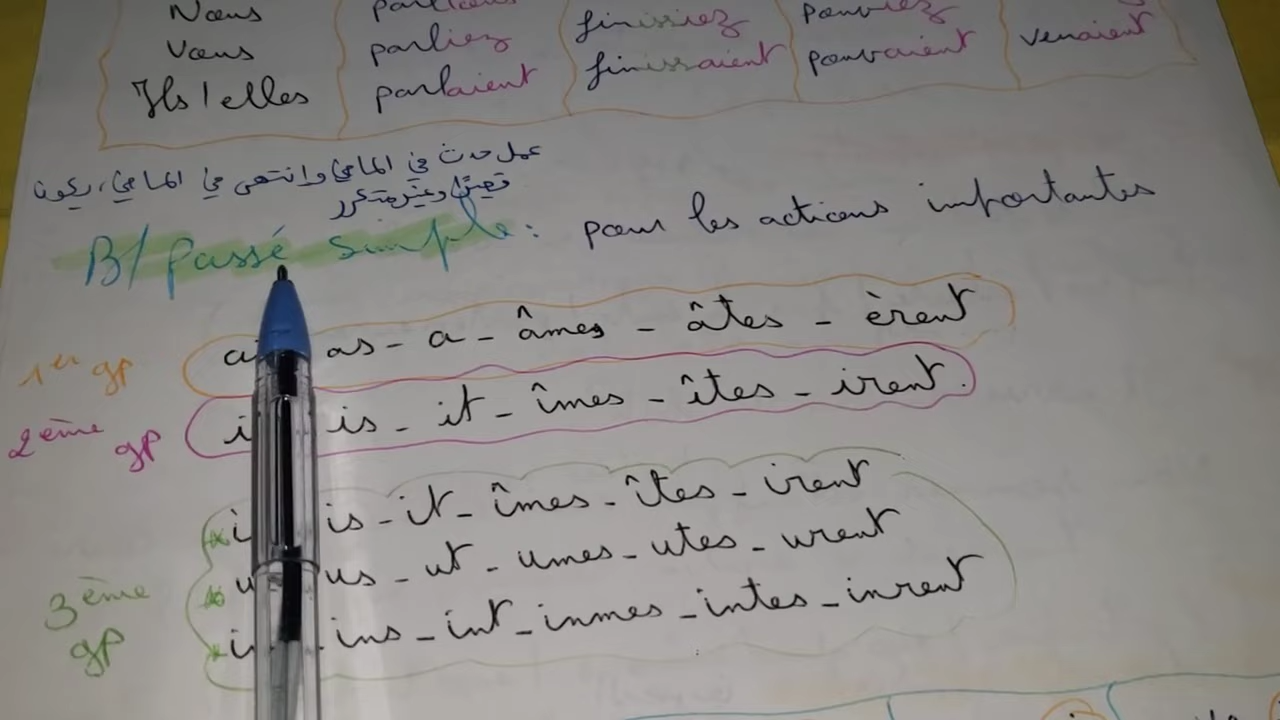 Nous finissiez pouviez
Vous parliez finissaient pouvaient venaient
Ils/elles parlaient
عمل حدث في الماضي وانتهى في الماضي، يكون
قصيرا وغير متكرر
B/ Passé Simple : pour les actions importantes
1er gp as - a - âmes - âtes - èrent
2ème gp is - it - îmes - îtes - irent.
is - it - îmes - îtes - irent
us - ut - umes - utes - urent
3ème gp ins - int - inmes - intes - inrent